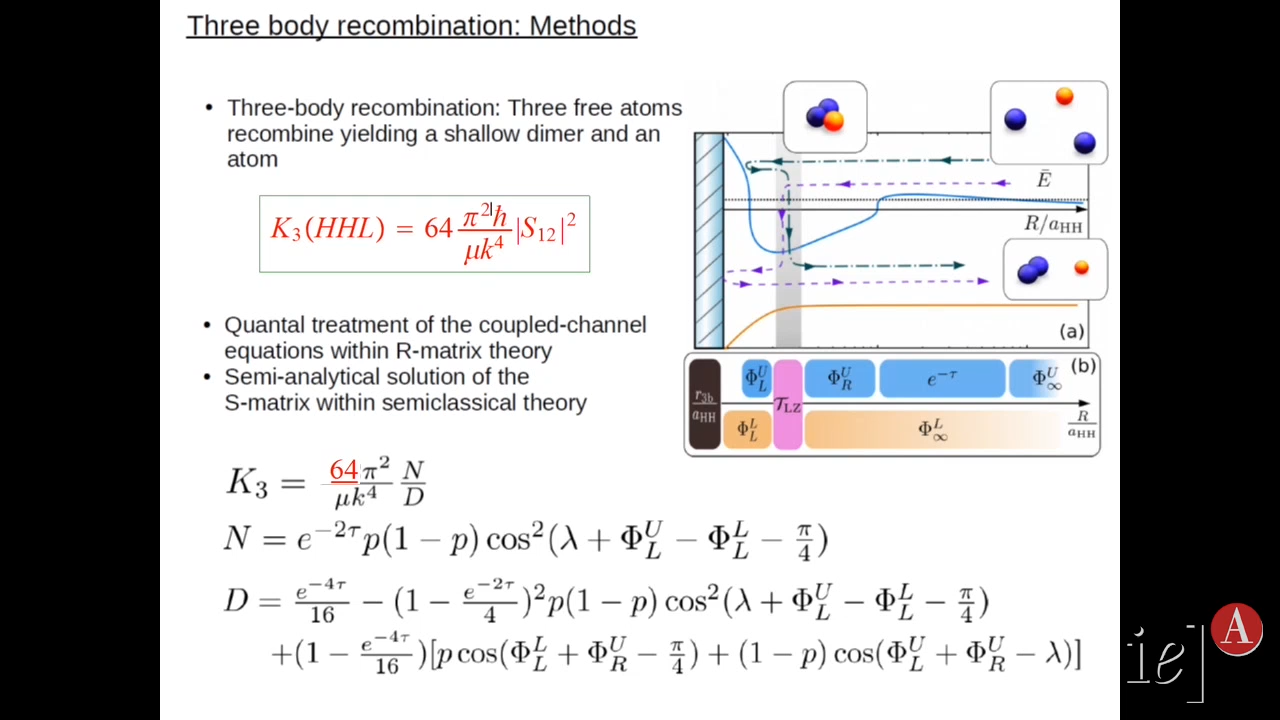 Three body recombination: Methods
• Three-body recombination: Three free atoms
recombine yielding a shallow dimer and an
atom
K₃(HHL) = 64 π²ħ/μk⁴ |S₁₂|²
• Quantal treatment of the coupled-channel
equations within R-matrix theory
• Semi-analytical solution of the
S-matrix within semiclassical theory
Ē
R/a_HH
(a)
(b)
r_3b/a_HH
Φ_L^U
𝒯_LZ
Φ_R^U
e^{-τ}
Φ_∞^U
Φ_L^L
Φ_∞^L
R/a_HH
K₃ = 64π²/μk⁴ N/D
N = e^{-2τ}p(1 − p) cos²(λ + Φ_L^U − Φ_L^L − π/4)
D = e^{-4τ}/16 − (1 − e^{-2τ}/4)²p(1 − p) cos²(λ + Φ_L^U − Φ_L^L − π/4)
+(1 − e^{-4τ}/16)[p cos(Φ_L^L + Φ_R^U − π/4) + (1 − p) cos(Φ_L^U + Φ_R^U − λ)]
ie]
A